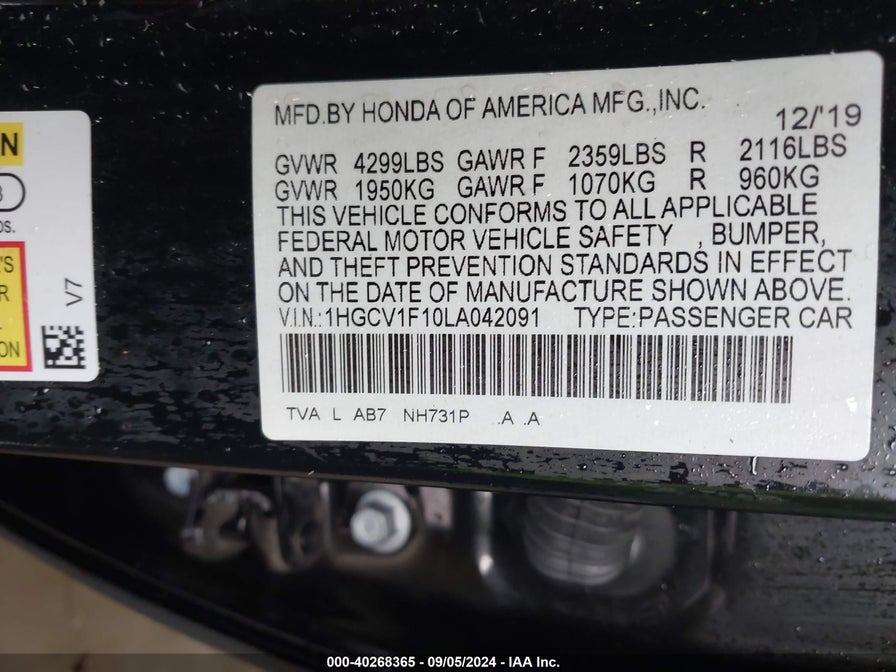 N
3
OS.
'S
R
ON
V7
MFD.BY HONDA OF AMERICA MFG.,INC.
12/'19
GVWR 4299LBS GAWR F 2359LBS R 2116LBS
GVWR 1950KG GAWR F 1070KG R 960KG
THIS VEHICLE CONFORMS TO ALL APPLICABLE
FEDERAL MOTOR VEHICLE SAFETY , BUMPER,
AND THEFT PREVENTION STANDARDS IN EFFECT
ON THE DATE OF MANUFACTURE SHOWN ABOVE.
V.I.N.:1HGCV1F10LA042091 TYPE:PASSENGER CAR
TVA L AB7 NH731P .A .A
000-40268365 - 09/05/2024 - IAA Inc.